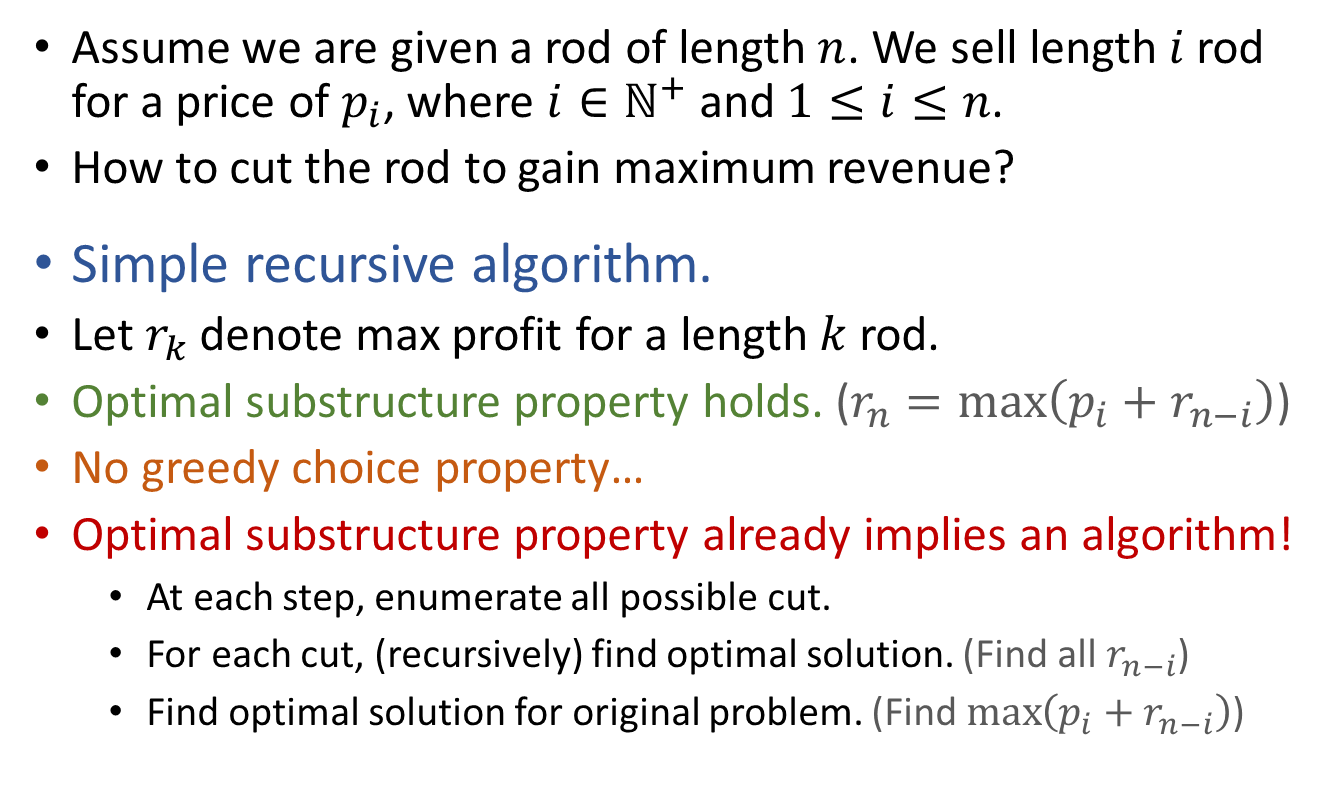 • Assume we are given a rod of length n. We sell length i rod
for a price of pᵢ, where i ∈ ℕ⁺ and 1 ≤ i ≤ n.
• How to cut the rod to gain maximum revenue?
• Simple recursive algorithm.
• Let rₖ denote max profit for a length k rod.
• Optimal substructure property holds. (rₙ = max(pᵢ + rₙ₋ᵢ))
• No greedy choice property…
• Optimal substructure property already implies an algorithm!
• At each step, enumerate all possible cut.
• For each cut, (recursively) find optimal solution. (Find all rₙ₋ᵢ)
• Find optimal solution for original problem. (Find max(pᵢ + rₙ₋ᵢ))